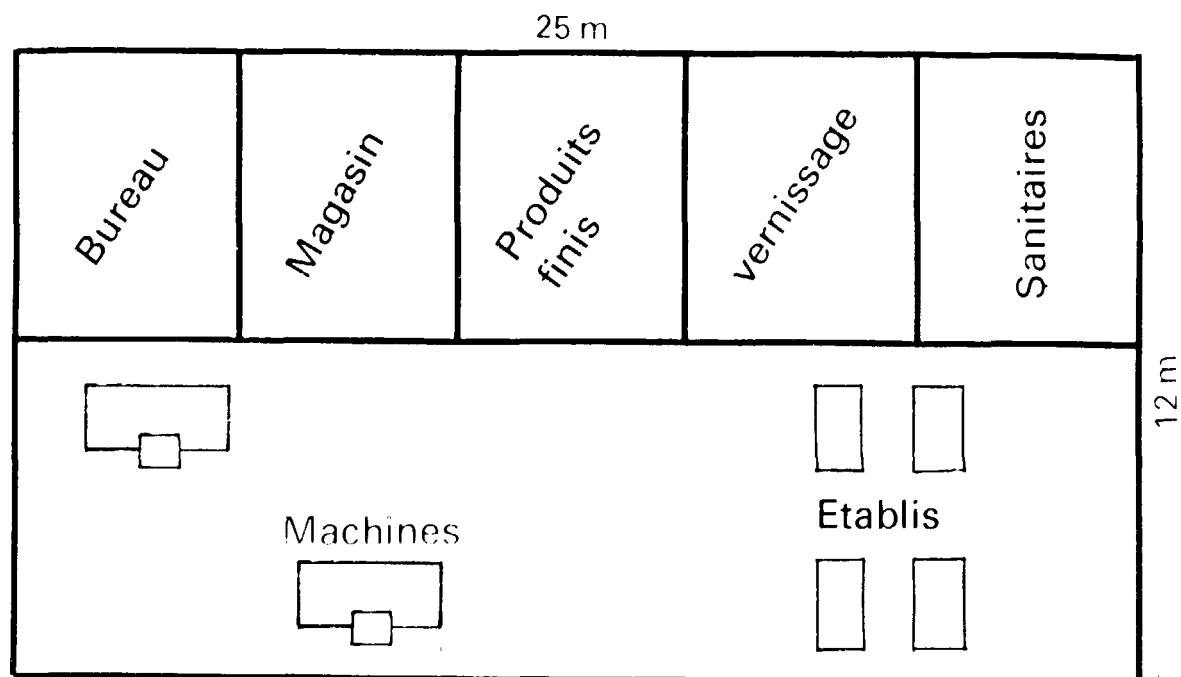 25 m
Bureau
Magasin
Produits
finis
vernissage
Sanitaires
12 m
Machines
Etablis